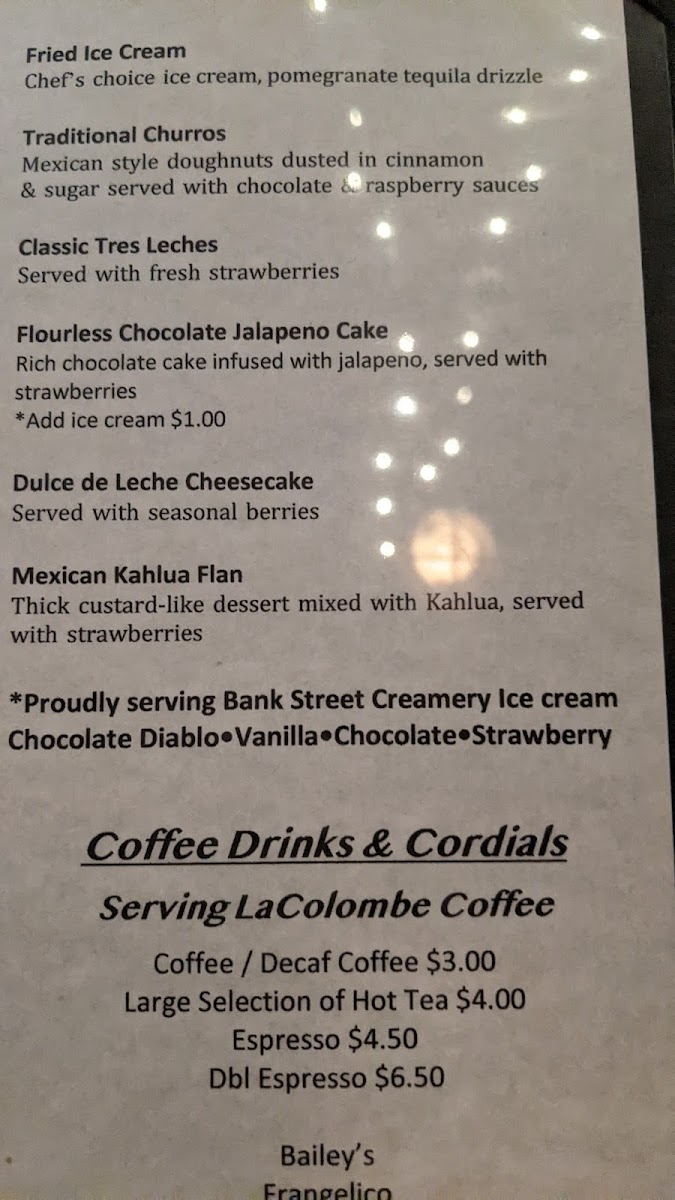 Fried Ice Cream
Chef's choice ice cream, pomegranate tequila drizzle
Traditional Churros
Mexican style doughnuts dusted in cinnamon
& sugar served with chocolate & raspberry sauces
Classic Tres Leches
Served with fresh strawberries
Flourless Chocolate Jalapeno Cake
Rich chocolate cake infused with jalapeno, served with
strawberries
*Add ice cream $1.00
Dulce de Leche Cheesecake
Served with seasonal berries
Mexican Kahlua Flan
Thick custard-like dessert mixed with Kahlua, served
with strawberries
*Proudly serving Bank Street Creamery Ice cream
Chocolate Diablo•Vanilla•Chocolate•Strawberry
Coffee Drinks & Cordials
Serving LaColombe Coffee
Coffee / Decaf Coffee $3.00
Large Selection of Hot Tea $4.00
Espresso $4.50
Dbl Espresso $6.50
Bailey's
Frangelico